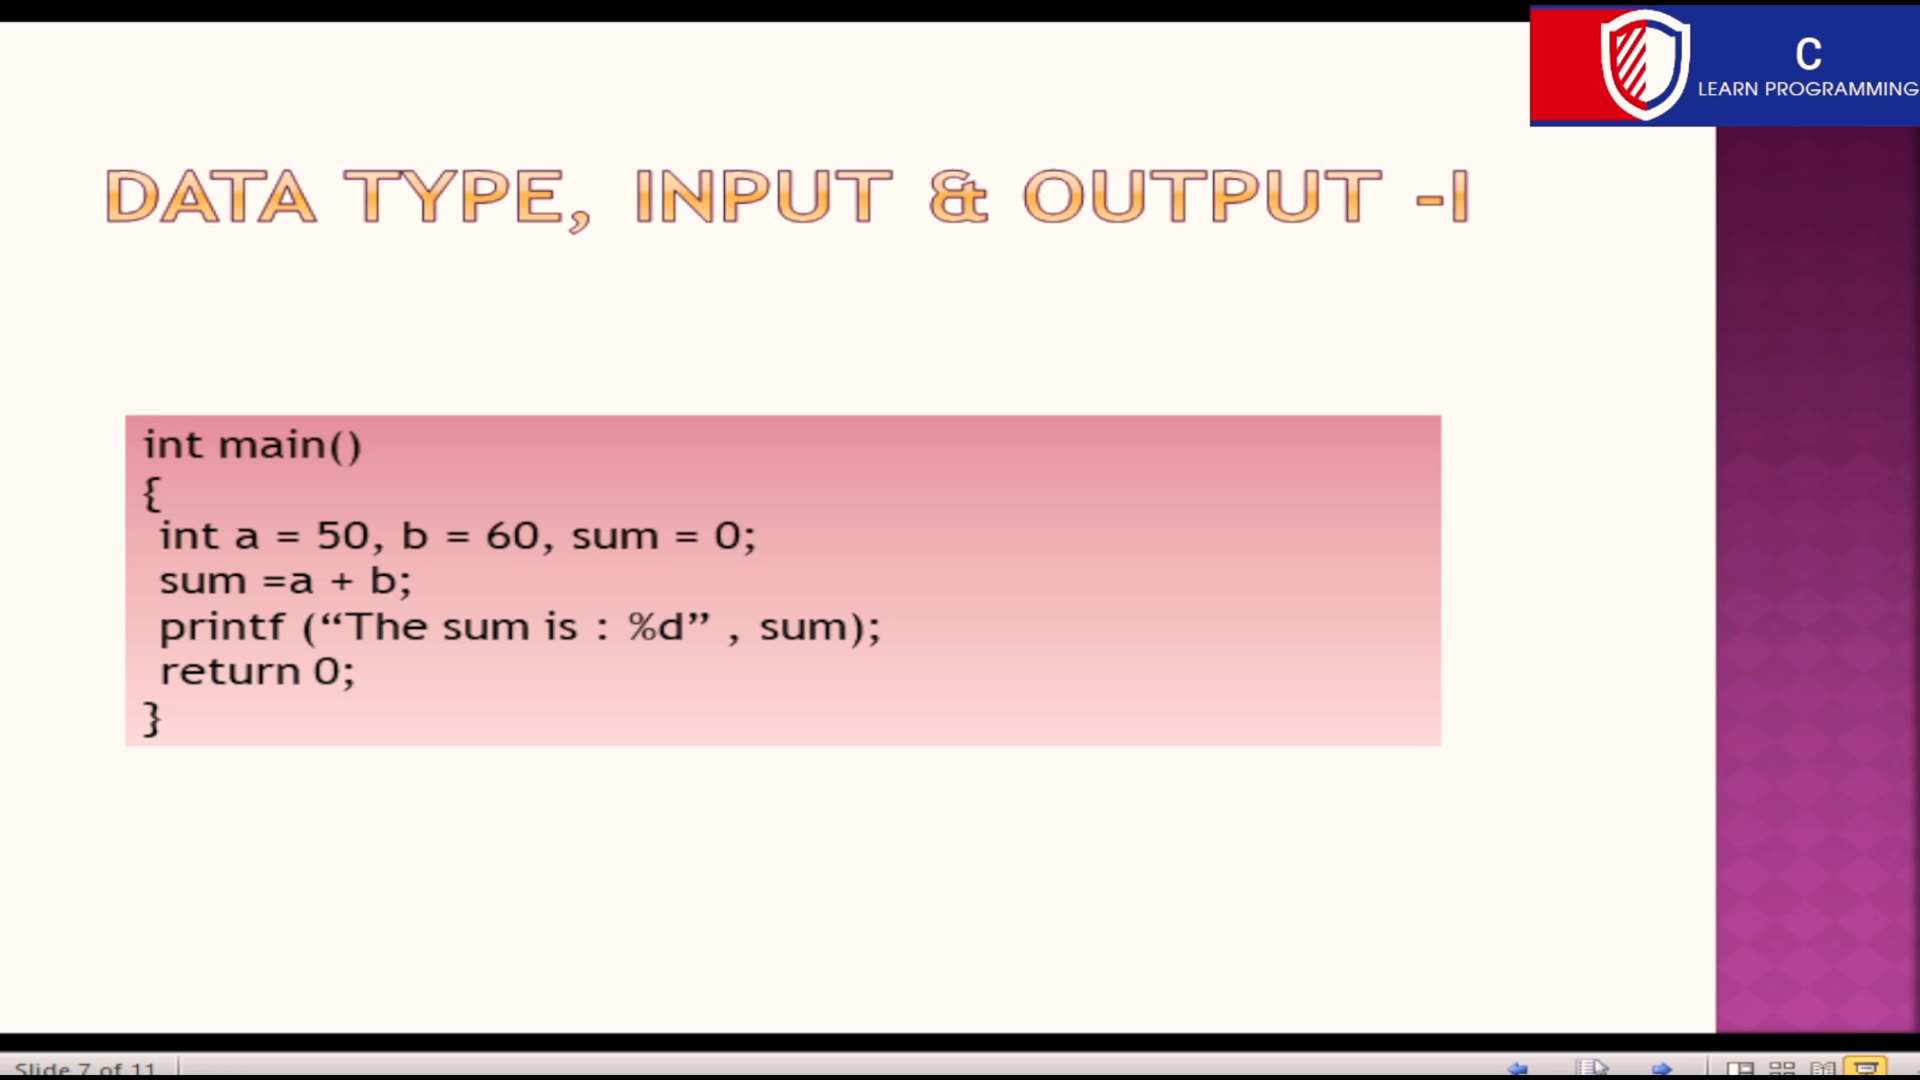 C
LEARN PROGRAMMING
DATA TYPE, INPUT & OUTPUT -I
int main()
{
int a = 50, b = 60, sum = 0;
sum =a + b;
printf (“The sum is : %d” , sum);
return 0;
}
Slide 7 of 11